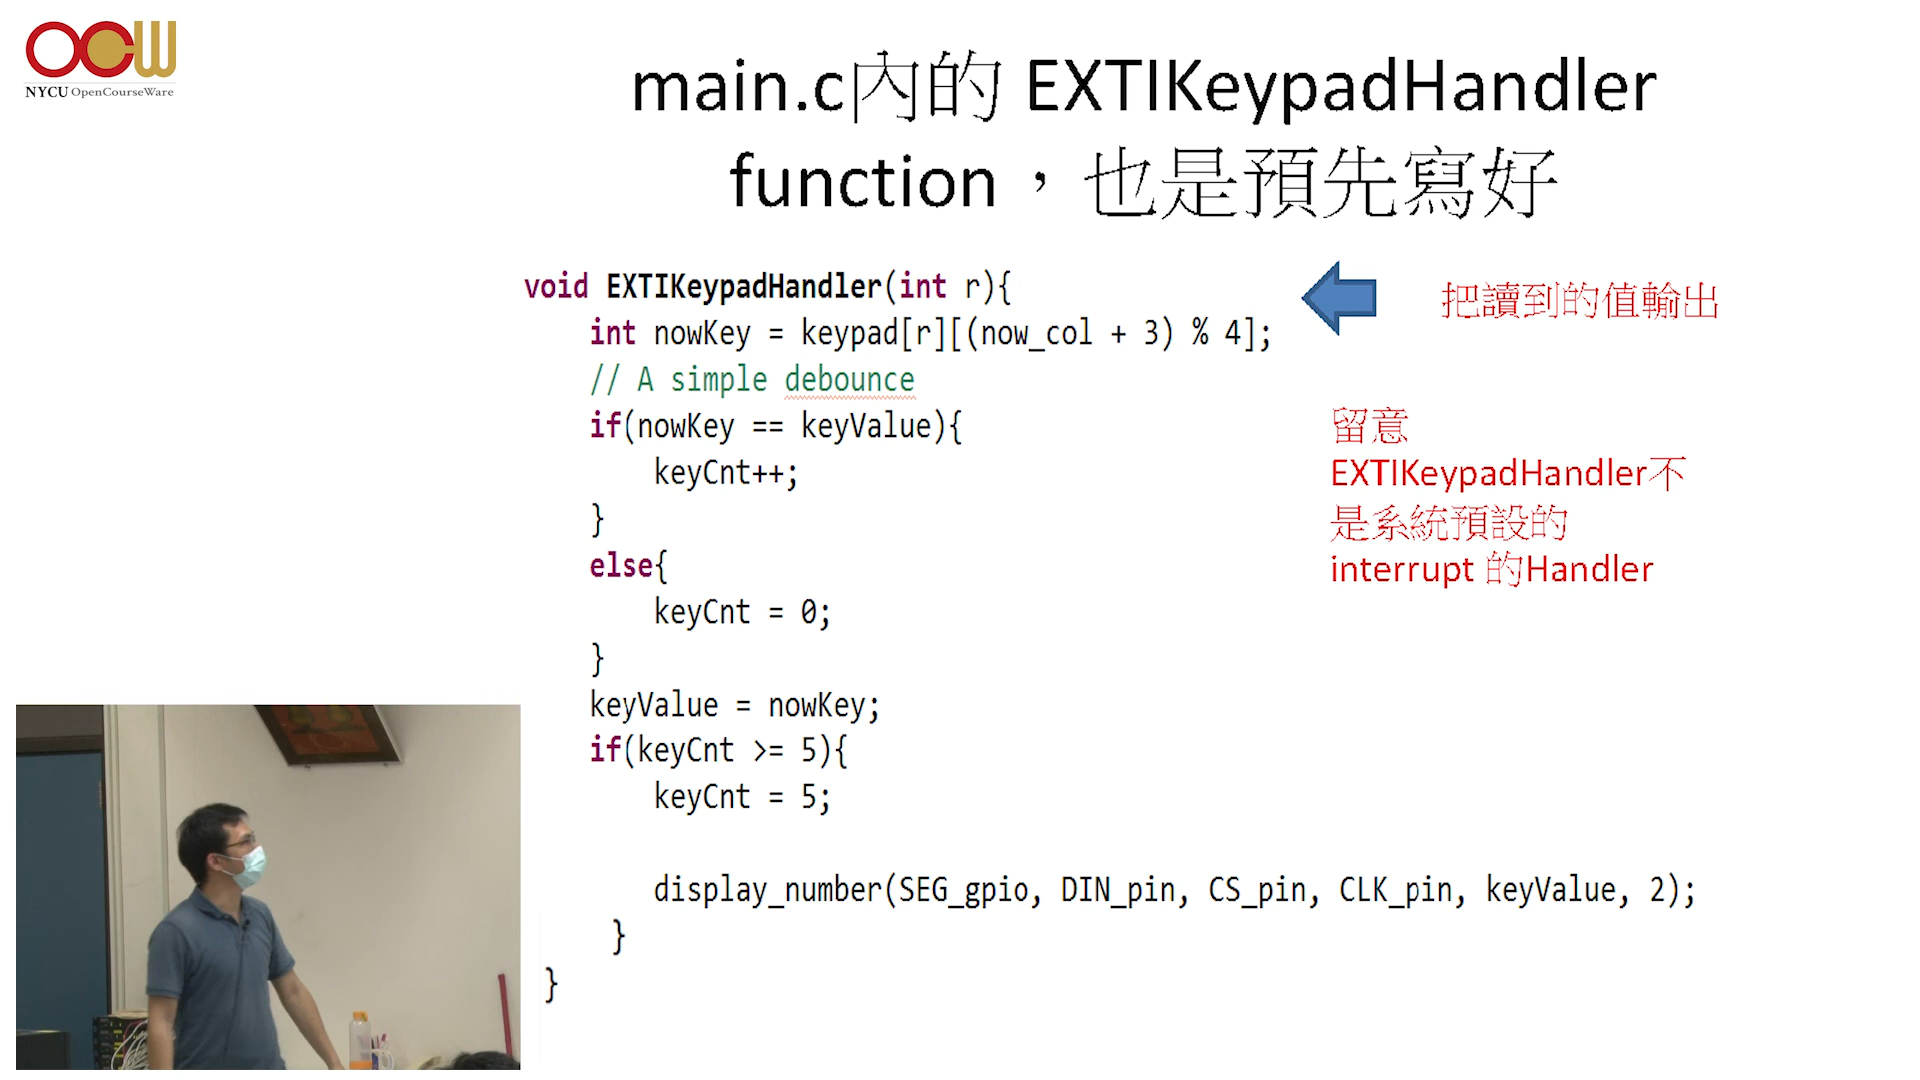 OCW
NYCU OpenCourseWare
main.c內的 EXTIKeypadHandler
function，也是預先寫好
void EXTIKeypadHandler(int r){
int nowKey = keypad[r][(now_col + 3) % 4];
// A simple debounce
if(nowKey == keyValue){
keyCnt++;
}
else{
keyCnt = 0;
}
keyValue = nowKey;
if(keyCnt >= 5){
keyCnt = 5;
display_number(SEG_gpio, DIN_pin, CS_pin, CLK_pin, keyValue, 2);
}
}
把讀到的值輸出
留意
EXTIKeypadHandler不
是系統預設的
interrupt 的Handler